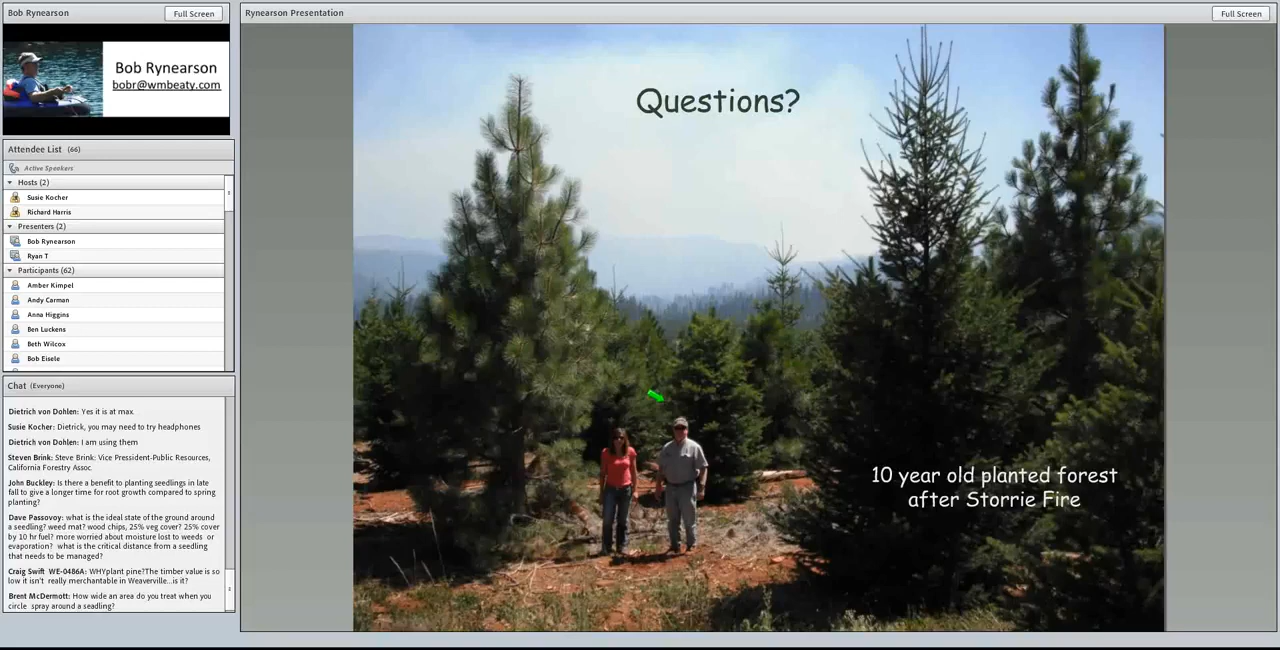 Bob Rynearson
Full Screen
Bob Rynearson
bobr@wmbeaty.com
Attendee List (66)
Active Speakers
Hosts (2)
Susie Kocher
Richard Harris
Presenters (2)
Bob Rynearson
Ryan T
Participants (62)
Amber Kimpel
Andy Carman
Anna Higgins
Ben Luckens
Beth Wilcox
Bob Eisele
Chat (Everyone)
Dietrich von Dohlen: Yes it is at max.
Susie Kocher: Dietrick, you may need to try headphones
Dietrich von Dohlen: I am using them
Steven Brink: Steve Brink: Vice President-Public Resources,
California Forestry Assoc.
John Buckley: Is there a benefit to planting seedlings in late
fall to give a longer time for root growth compared to spring
planting?
Dave Passovoy: what is the ideal state of the ground around
a seedling? weed mat? wood chips, 25% veg cover? 25% cover
by 10 hr fuel? more worried about moisture lost to weeds or
evaporation? what is the critical distance from a seedling
that needs to be managed?
Craig Swift WE-0486A: WHYplant pine?The timber value is so
low it isn't really merchantable in Weaverville...is it?
Brent McDermott: How wide an area do you treat when you
circle spray around a seadling?
Rynearson Presentation
Full Screen
Questions?
10 year old planted forest
after Storrie Fire